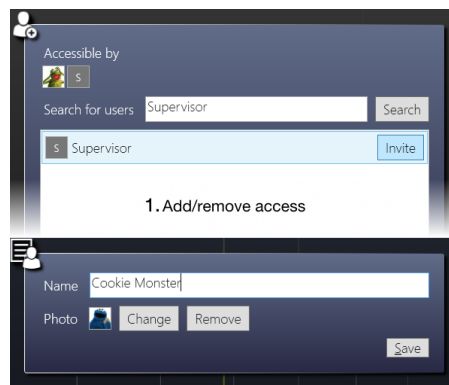 Accessible by
S
Search for users Supervisor Search
S Supervisor Invite
1. Add/remove access
Name Cookie Monster
Photo Change Remove
Save